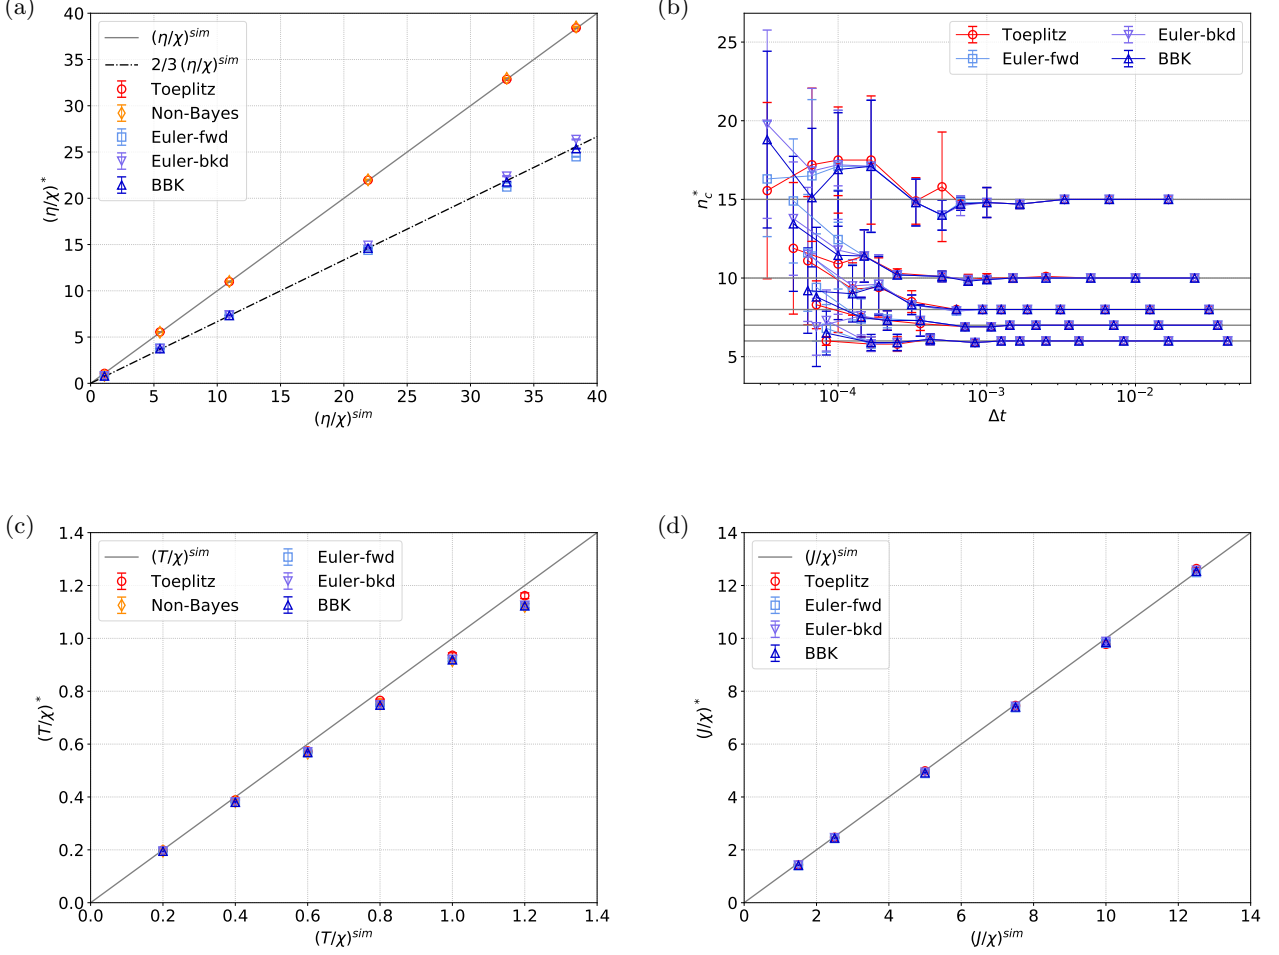 (a)
40
35
30
25
20
15
10
5
0
(η/χ)*
(η/χ)^sim
2/3 (η/χ)^sim
Toeplitz
Non-Bayes
Euler-fwd
Euler-bkd
BBK
0 5 10 15 20 25 30 35 40
(η/χ)^sim
(b)
25
20
15
10
5
n_c^*
Toeplitz
Euler-fwd
Euler-bkd
BBK
10^−4 10^−3 10^−2
Δt
(c)
1.4
1.2
1.0
0.8
0.6
0.4
0.2
0.0
(T/χ)*
(T/χ)^sim
Toeplitz
Non-Bayes
Euler-fwd
Euler-bkd
BBK
0.0 0.2 0.4 0.6 0.8 1.0 1.2 1.4
(T/χ)^sim
(d)
14
12
10
8
6
4
2
0
(J/χ)*
(J/χ)^sim
Toeplitz
Euler-fwd
Euler-bkd
BBK
0 2 4 6 8 10 12 14
(J/χ)^sim